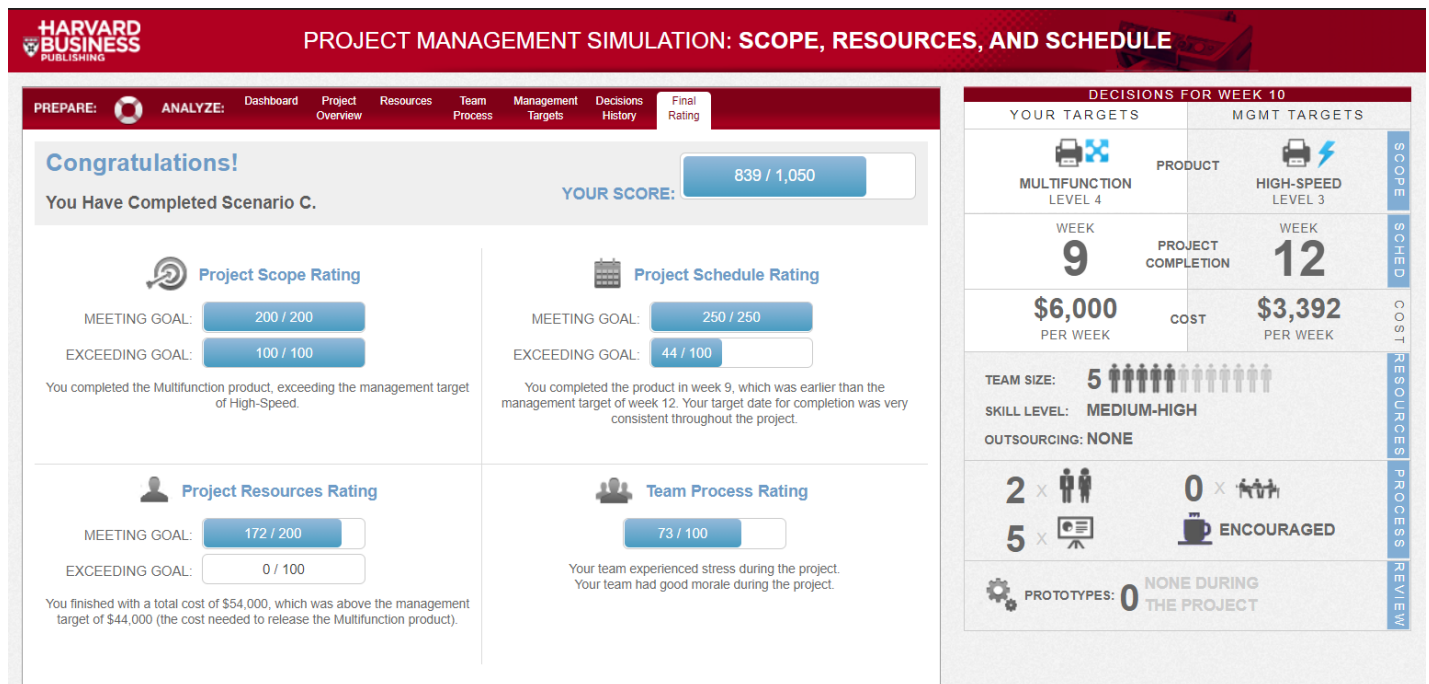 HARVARD
BUSINESS
PUBLISHING
PROJECT MANAGEMENT SIMULATION: SCOPE, RESOURCES, AND SCHEDULE
PREPARE:
ANALYZE:
Dashboard
Project
Overview
Resources
Team
Process
Management
Targets
Decisions
History
Final
Rating
Congratulations!
You Have Completed Scenario C.
YOUR SCORE:
839 / 1,050
Project Scope Rating
MEETING GOAL: 200 / 200
EXCEEDING GOAL: 100 / 100
You completed the Multifunction product, exceeding the management target
of High-Speed.
Project Schedule Rating
MEETING GOAL: 250 / 250
EXCEEDING GOAL: 44 / 100
You completed the product in week 9, which was earlier than the
management target of week 12. Your target date for completion was very
consistent throughout the project.
Project Resources Rating
MEETING GOAL: 172 / 200
EXCEEDING GOAL: 0 / 100
You finished with a total cost of $54,000, which was above the management
target of $44,000 (the cost needed to release the Multifunction product).
Team Process Rating
73 / 100
Your team experienced stress during the project.
Your team had good morale during the project.
DECISIONS FOR WEEK 10
YOUR TARGETS
MGMT TARGETS
MULTIFUNCTION
LEVEL 4
PRODUCT
HIGH-SPEED
LEVEL 3
SCOPE
WEEK
9
PROJECT
COMPLETION
WEEK
12
SCHED
$6,000
PER WEEK
COST
$3,392
PER WEEK
COST
TEAM SIZE: 5
SKILL LEVEL: MEDIUM-HIGH
OUTSOURCING: NONE
RESOURCES
2 x
0 x
5 x
ENCOURAGED
PROCESS
PROTOTYPES: 0
NONE DURING
THE PROJECT
REVIEW